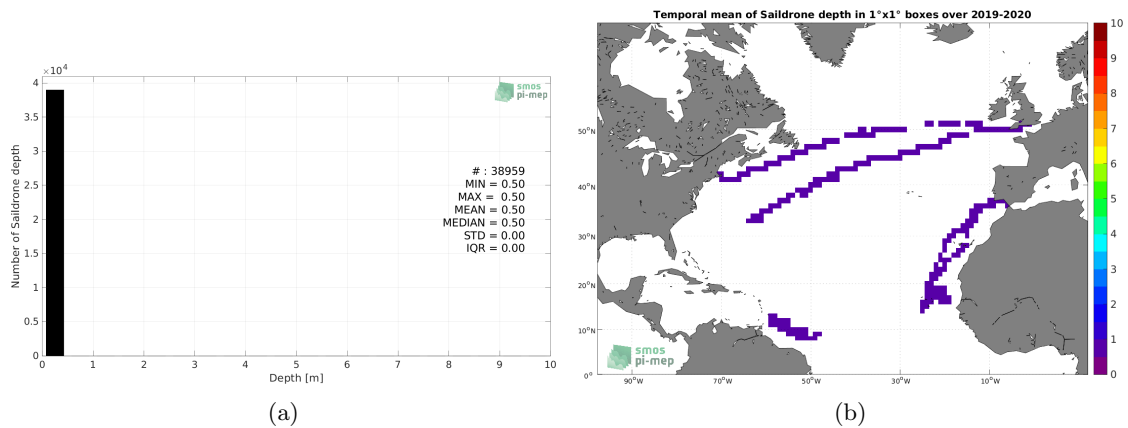 ×10⁴
4
3.5
3
2.5
2
1.5
1
0.5
0
0 1 2 3 4 5 6 7 8 9 10
Number of Saildrone depth
Depth [m]
smos
pi-mep
# : 38959
MIN = 0.50
MAX = 0.50
MEAN = 0.50
MEDIAN = 0.50
STD = 0.00
IQR = 0.00
(a)
Temporal mean of Saildrone depth in 1°x1° boxes over 2019-2020
50°N
40°N
30°N
20°N
10°N
0°
90°W 70°W 50°W 30°W 10°W
smos
pi-mep
10
9
8
7
6
5
4
3
2
1
0
(b)